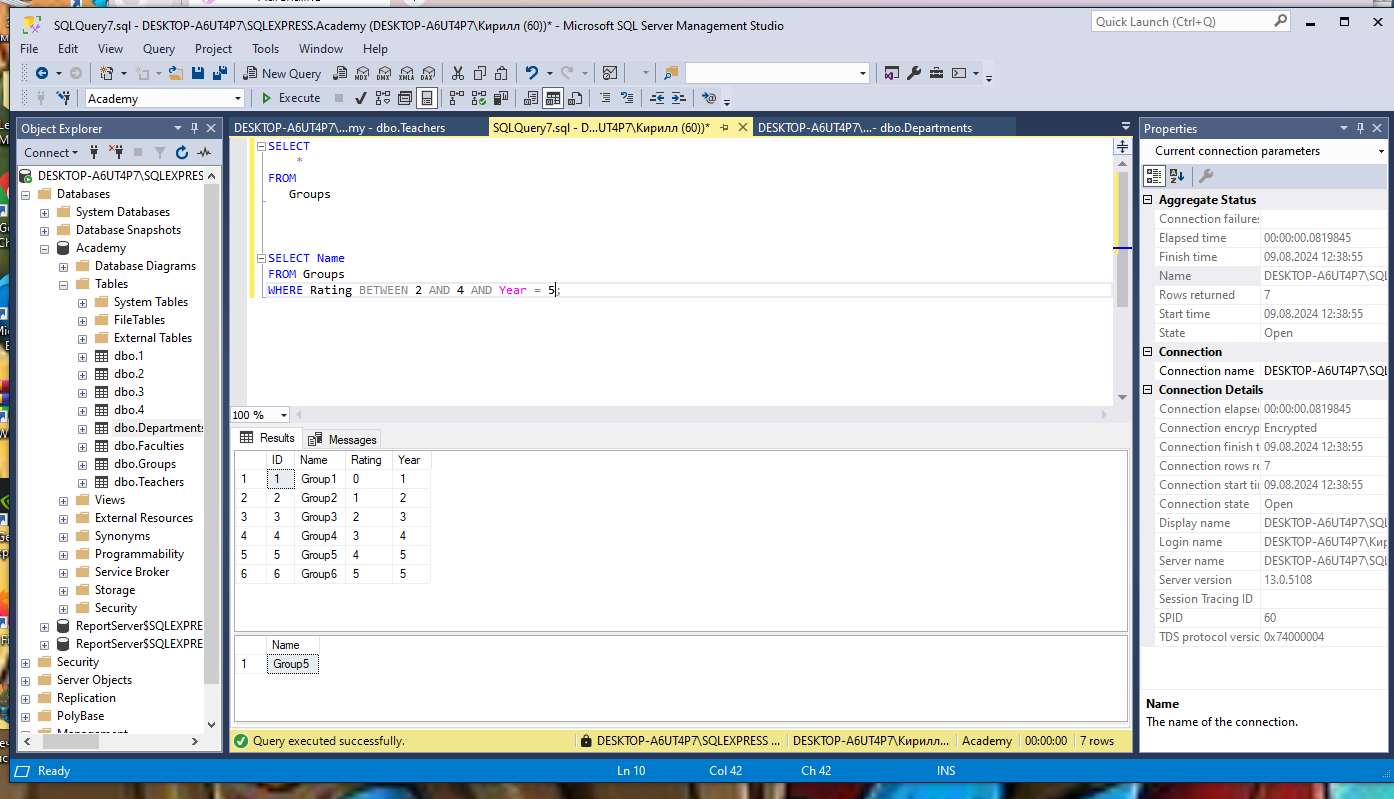 SQLQuery7.sql - DESKTOP-A6UT4P7\SQLEXPRESS.Academy (DESKTOP-A6UT4P7\Кирилл (60))* - Microsoft SQL Server Management Studio
Quick Launch (Ctrl+Q)
File Edit View Query Project Tools Window Help
New Query MDX DMX XMLA DAX
Academy Execute
Object Explorer
Connect
DESKTOP-A6UT4P7\SQLEXPRES
Databases
System Databases
Database Snapshots
Academy
Database Diagrams
Tables
System Tables
FileTables
External Tables
dbo.1
dbo.2
dbo.3
dbo.4
dbo.Departments
dbo.Faculties
dbo.Groups
dbo.Teachers
Views
External Resources
Synonyms
Programmability
Service Broker
Storage
Security
ReportServer$SQLEXPRE
ReportServer$SQLEXPRE
Security
Server Objects
Replication
PolyBase
Management
DESKTOP-A6UT4P7\...my - dbo.Teachers
SQLQuery7.sql - D...UT4P7\Кирилл (60))*
DESKTOP-A6UT4P7\...- dbo.Departments
SELECT
*
FROM
Groups
SELECT Name
FROM Groups
WHERE Rating BETWEEN 2 AND 4 AND Year = 5;
100 %
Results Messages
ID Name Rating Year
1 1 Group1 0 1
2 2 Group2 1 2
3 3 Group3 2 3
4 4 Group4 3 4
5 5 Group5 4 5
6 6 Group6 5 5
Name
1 Group5
Query executed successfully.
DESKTOP-A6UT4P7\SQLEXPRESS ... DESKTOP-A6UT4P7\Кирилл... Academy 00:00:00 7 rows
Properties
Current connection parameters
Aggregate Status
Connection failures
Elapsed time 00:00:00.0819845
Finish time 09.08.2024 12:38:55
Name DESKTOP-A6UT4P7\SQL
Rows returned 7
Start time 09.08.2024 12:38:55
State Open
Connection
Connection name DESKTOP-A6UT4P7\SQL
Connection Details
Connection elapse 00:00:00.0819845
Connection encryp Encrypted
Connection finish t 09.08.2024 12:38:55
Connection rows re 7
Connection start tir 09.08.2024 12:38:55
Connection state Open
Display name DESKTOP-A6UT4P7\SQL
Login name DESKTOP-A6UT4P7\Кир
Server name DESKTOP-A6UT4P7\SQL
Server version 13.0.5108
Session Tracing ID
SPID 60
TDS protocol versic 0x74000004
Name
The name of the connection.
Ready Ln 10 Col 42 Ch 42 INS